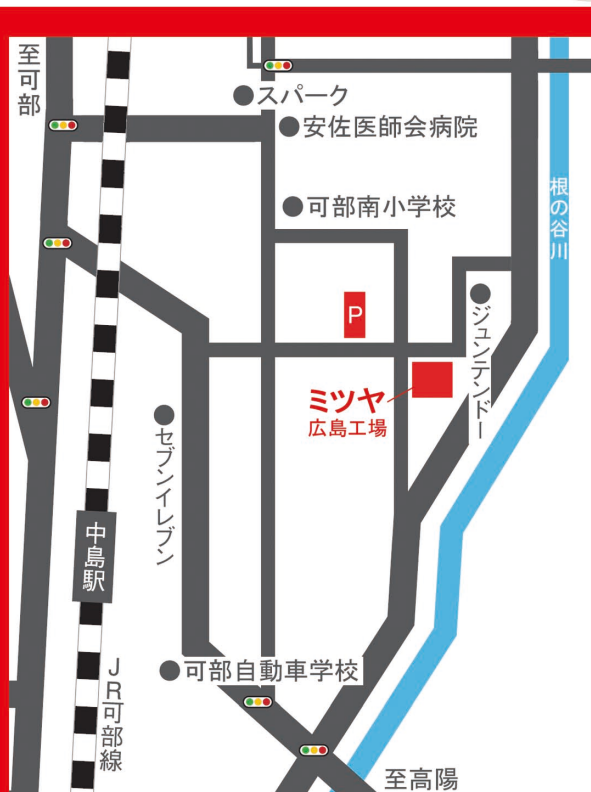 至可部
スパーク
安佐医師会病院
可部南小学校
根の谷川
P
ジュンテンドー
ミツヤ
広島工場
セブンイレブン
中島駅
可部自動車学校
JR可部線
至高陽